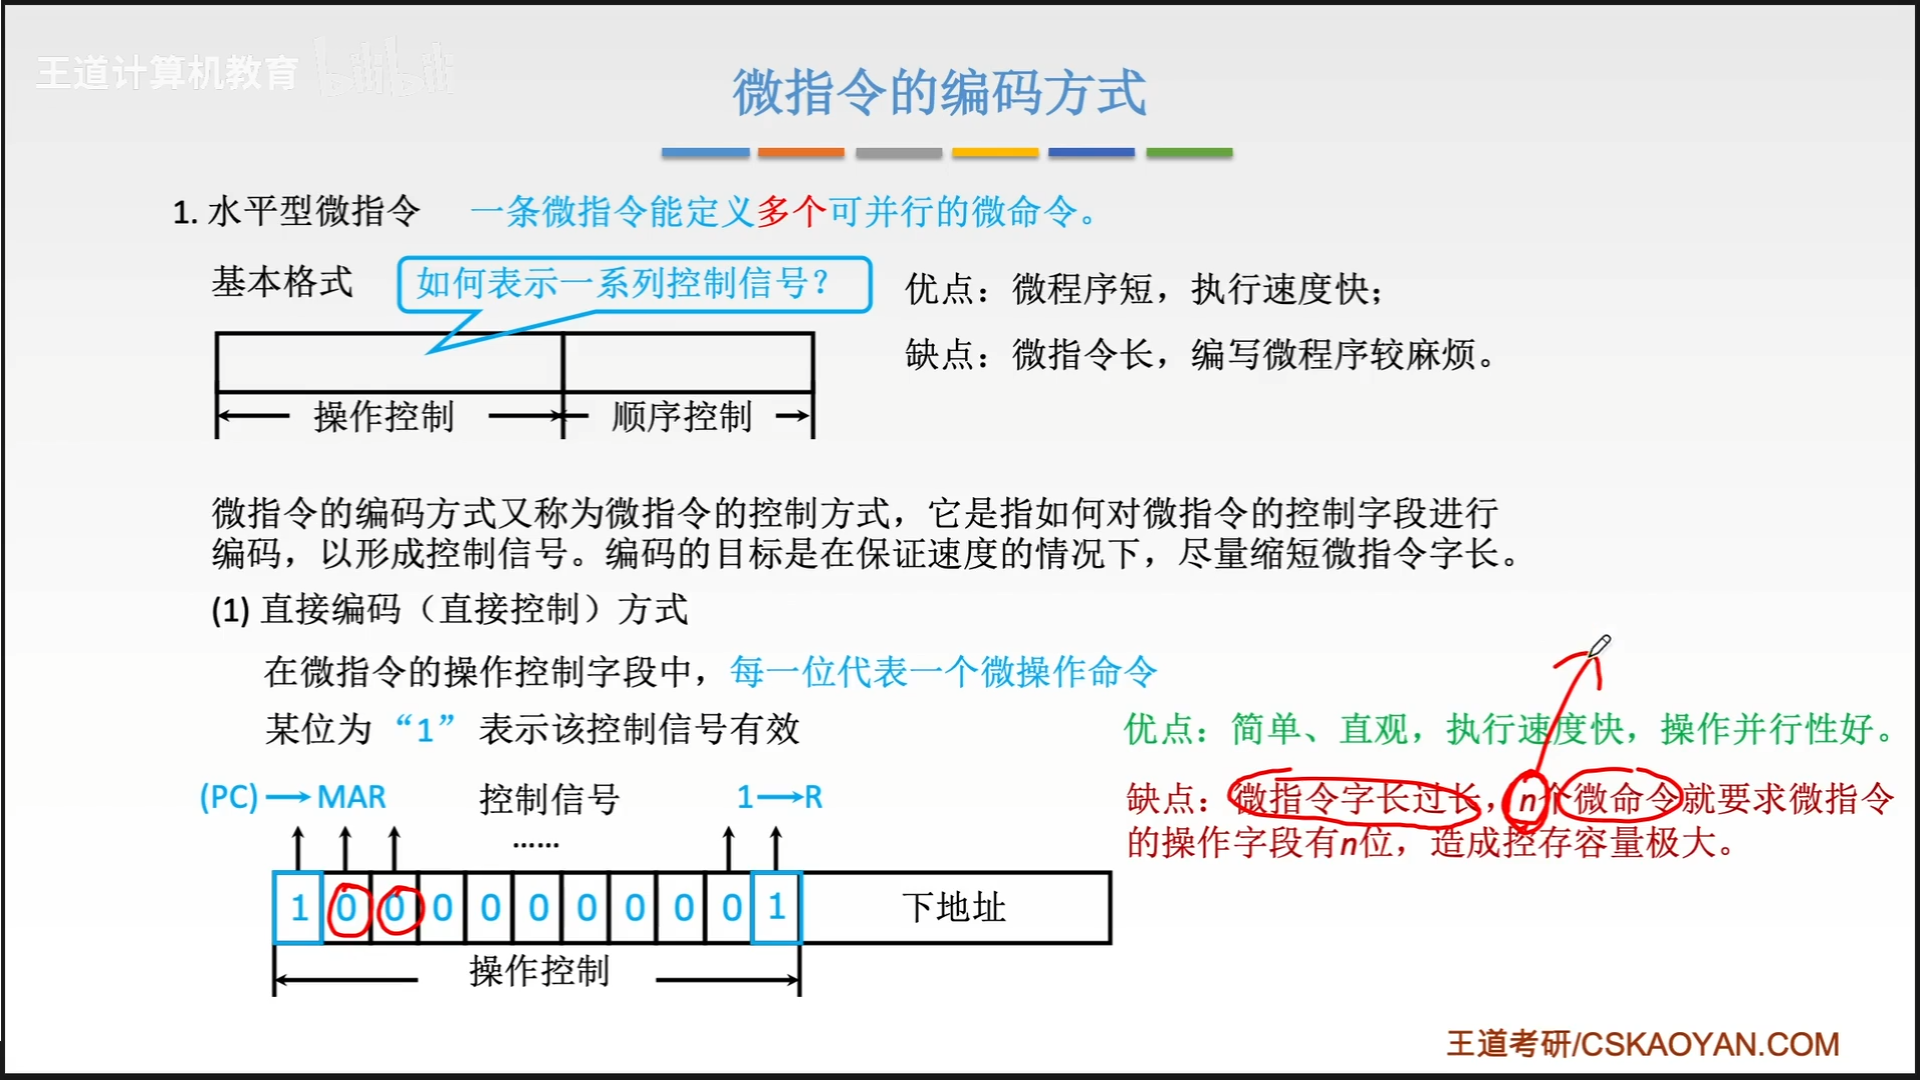 王道计算机教育 bilibili
微指令的编码方式
1. 水平型微指令 一条微指令能定义多个可并行的微命令。
基本格式 如何表示一系列控制信号？
优点：微程序短，执行速度快；
缺点：微指令长，编写微程序较麻烦。
操作控制 顺序控制
微指令的编码方式又称为微指令的控制方式，它是指如何对微指令的控制字段进行
编码，以形成控制信号。编码的目标是在保证速度的情况下，尽量缩短微指令字长。
(1) 直接编码（直接控制）方式
在微指令的操作控制字段中，每一位代表一个微操作命令
某位为“1”表示该控制信号有效
优点：简单、直观，执行速度快，操作并行性好。
缺点：微指令字长过长，n个微命令就要求微指令
的操作字段有n位，造成控存容量极大。
(PC)→MAR 控制信号 1→R
……
1 0 0 0 0 0 0 0 0 0 1 下地址
操作控制
王道考研/CSKAOYAN.COM